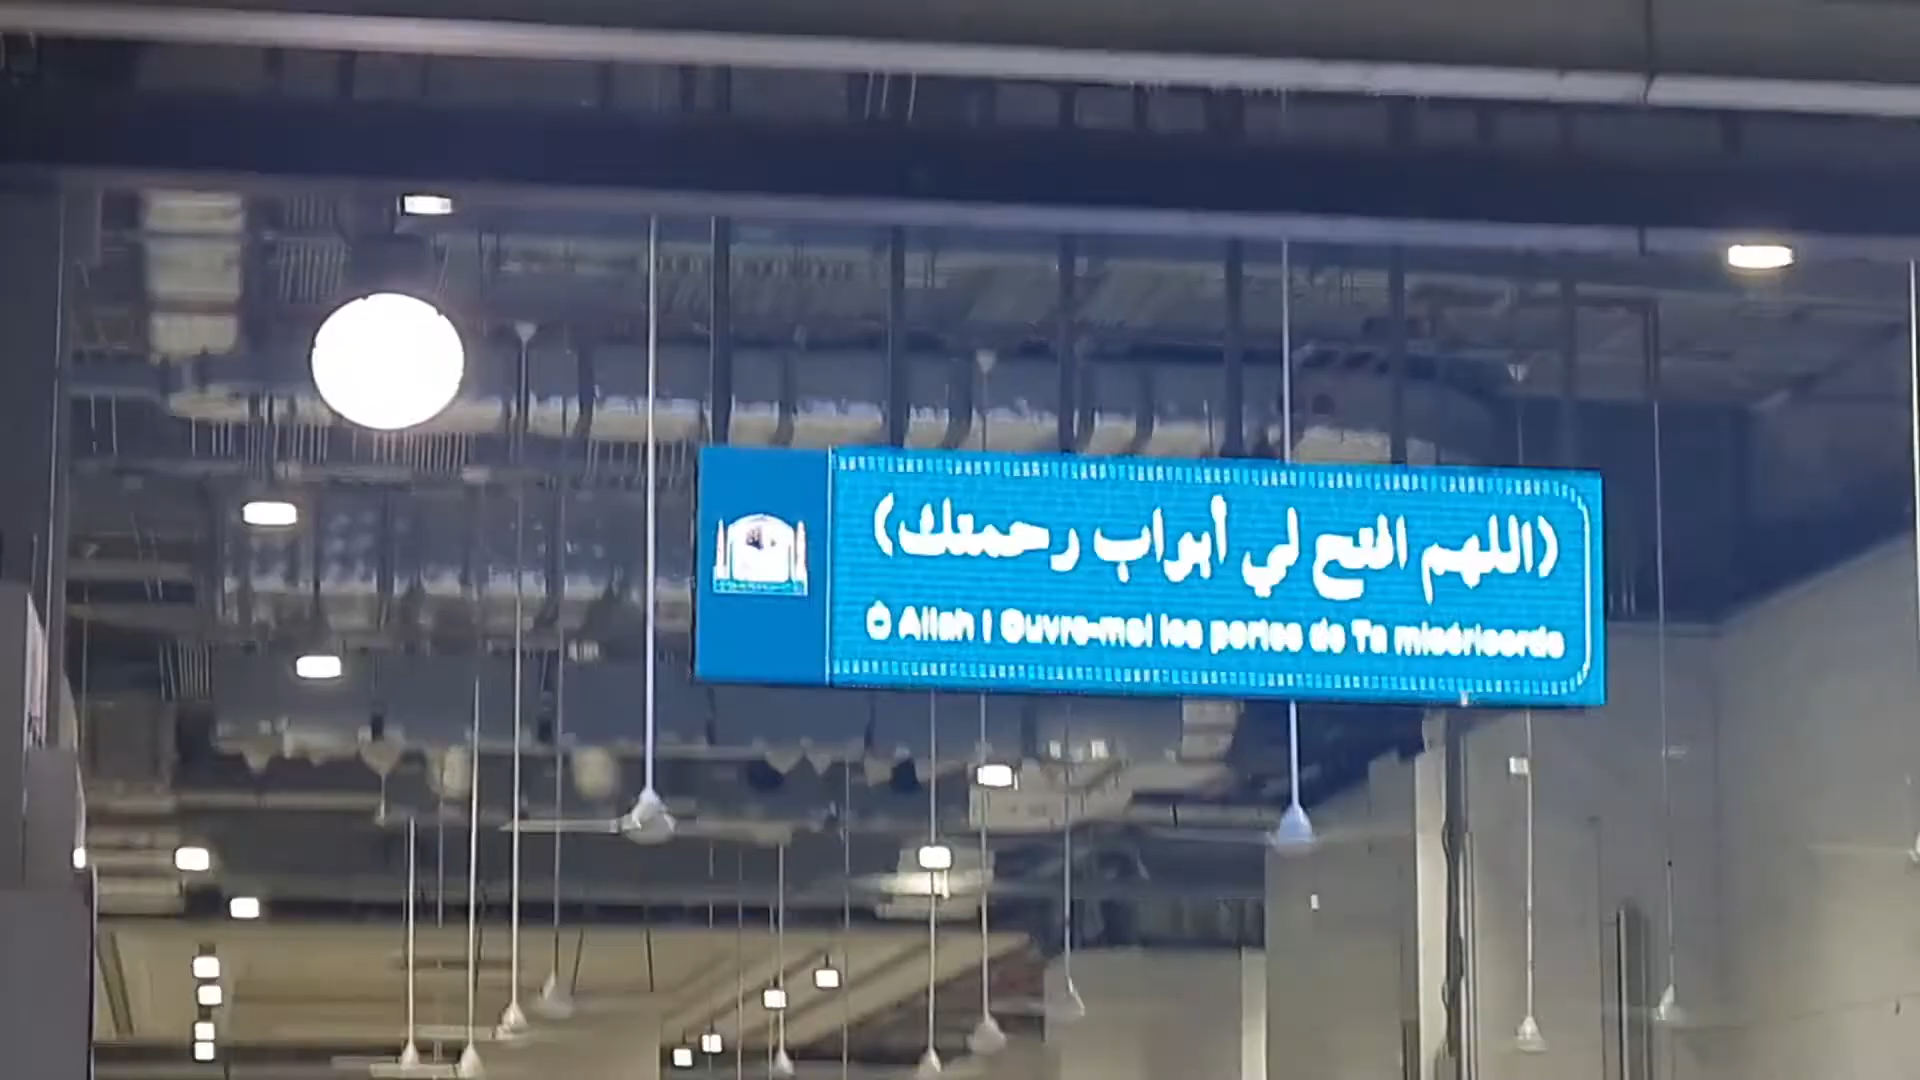 (اللهم افتح لي أبواب رحمتك)
Ô Allah ! Ouvre-moi les portes de Ta miséricorde